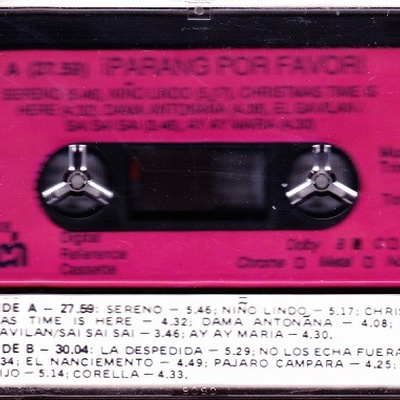 A (27.59) ¡PARANG POR FAVOR!
SERENO (5.46), NIÑO LINDO (5.17), CHRISTMAS TIME IS
HERE (4.32), DAMA ANTOÑANA (4.08), EL GAVILAN/
SAI SAI SAI (3.46), AY AY MARIA (4.30)
Digital
Reference
Cassette
Dolby B C
Chrome Metal
DE A – 27.59: SERENO – 5.46; NIÑO LINDO – 5.17; CHRIS
AS TIME IS HERE – 4.32; DAMA ANTOÑANA – 4.08;
AVILAN/SAI SAI SAI – 3.46; AY AY MARIA – 4.30.
DE B – 30.04: LA DESPEDIDA – 5.29; NO LOS ECHA FUERA
34; EL NANCIEMENTO – 4.49; PAJARO CAMPARA – 4.25;
IJO – 5.14; CORELLA – 4.33.